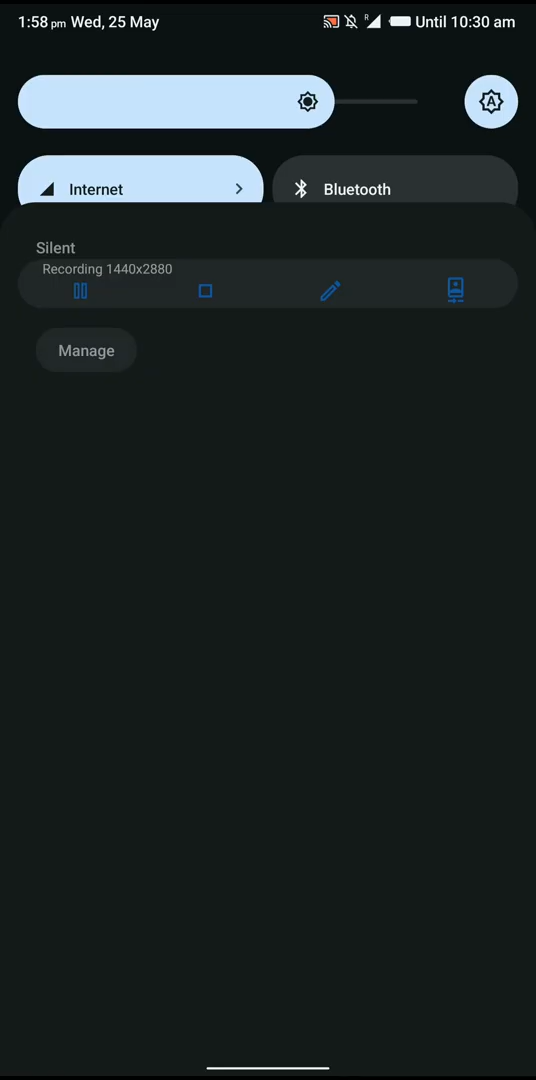 1:58 pm Wed, 25 May R Until 10:30 am
A
Internet Bluetooth
Silent
Recording 1440x2880
Manage